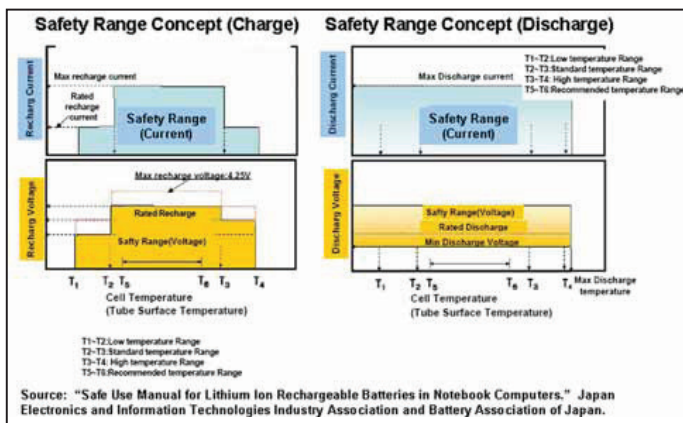 Safety Range Concept (Charge)
Recharg Current
Max recharge current
Rated
recharge
current
Safety Range
(Current)
Recharg Voltage
Max recharge voltage:4.25V
Rated Recharge
Safty Range(Voltage)
T1 T2 T5 T6 T3 T4
Cell Temperature
(Tube Surface Temperature)
T1~T2:Low temperature Range
T2~T3:Standard temperature Range
T3~T4: High temperature Range
T5~T6:Recommended temperature Range
Safety Range Concept (Discharge)
T1~T2:Low temperature Range
T2~T3:Standard temperature Range
T3~T4: High temperature Range
T5~T6:Recommended temperature Rang
Discharg Current
Max Discharge current
Safety Range
(Current)
Discharg Voltage
Safty Range(Voltage)
Rated Discharge
Min Discharge Voltage
T1 T2 T5 T6 T3 T4
Max Discharge
temperature
Cell Temperature
(Tube Surface Temperature)
Source: "Safe Use Manual for Lithium Ion Rechargeable Batteries in Notebook Computers." Japan
Electronics and Information Technologies Industry Association and Battery Association of Japan.